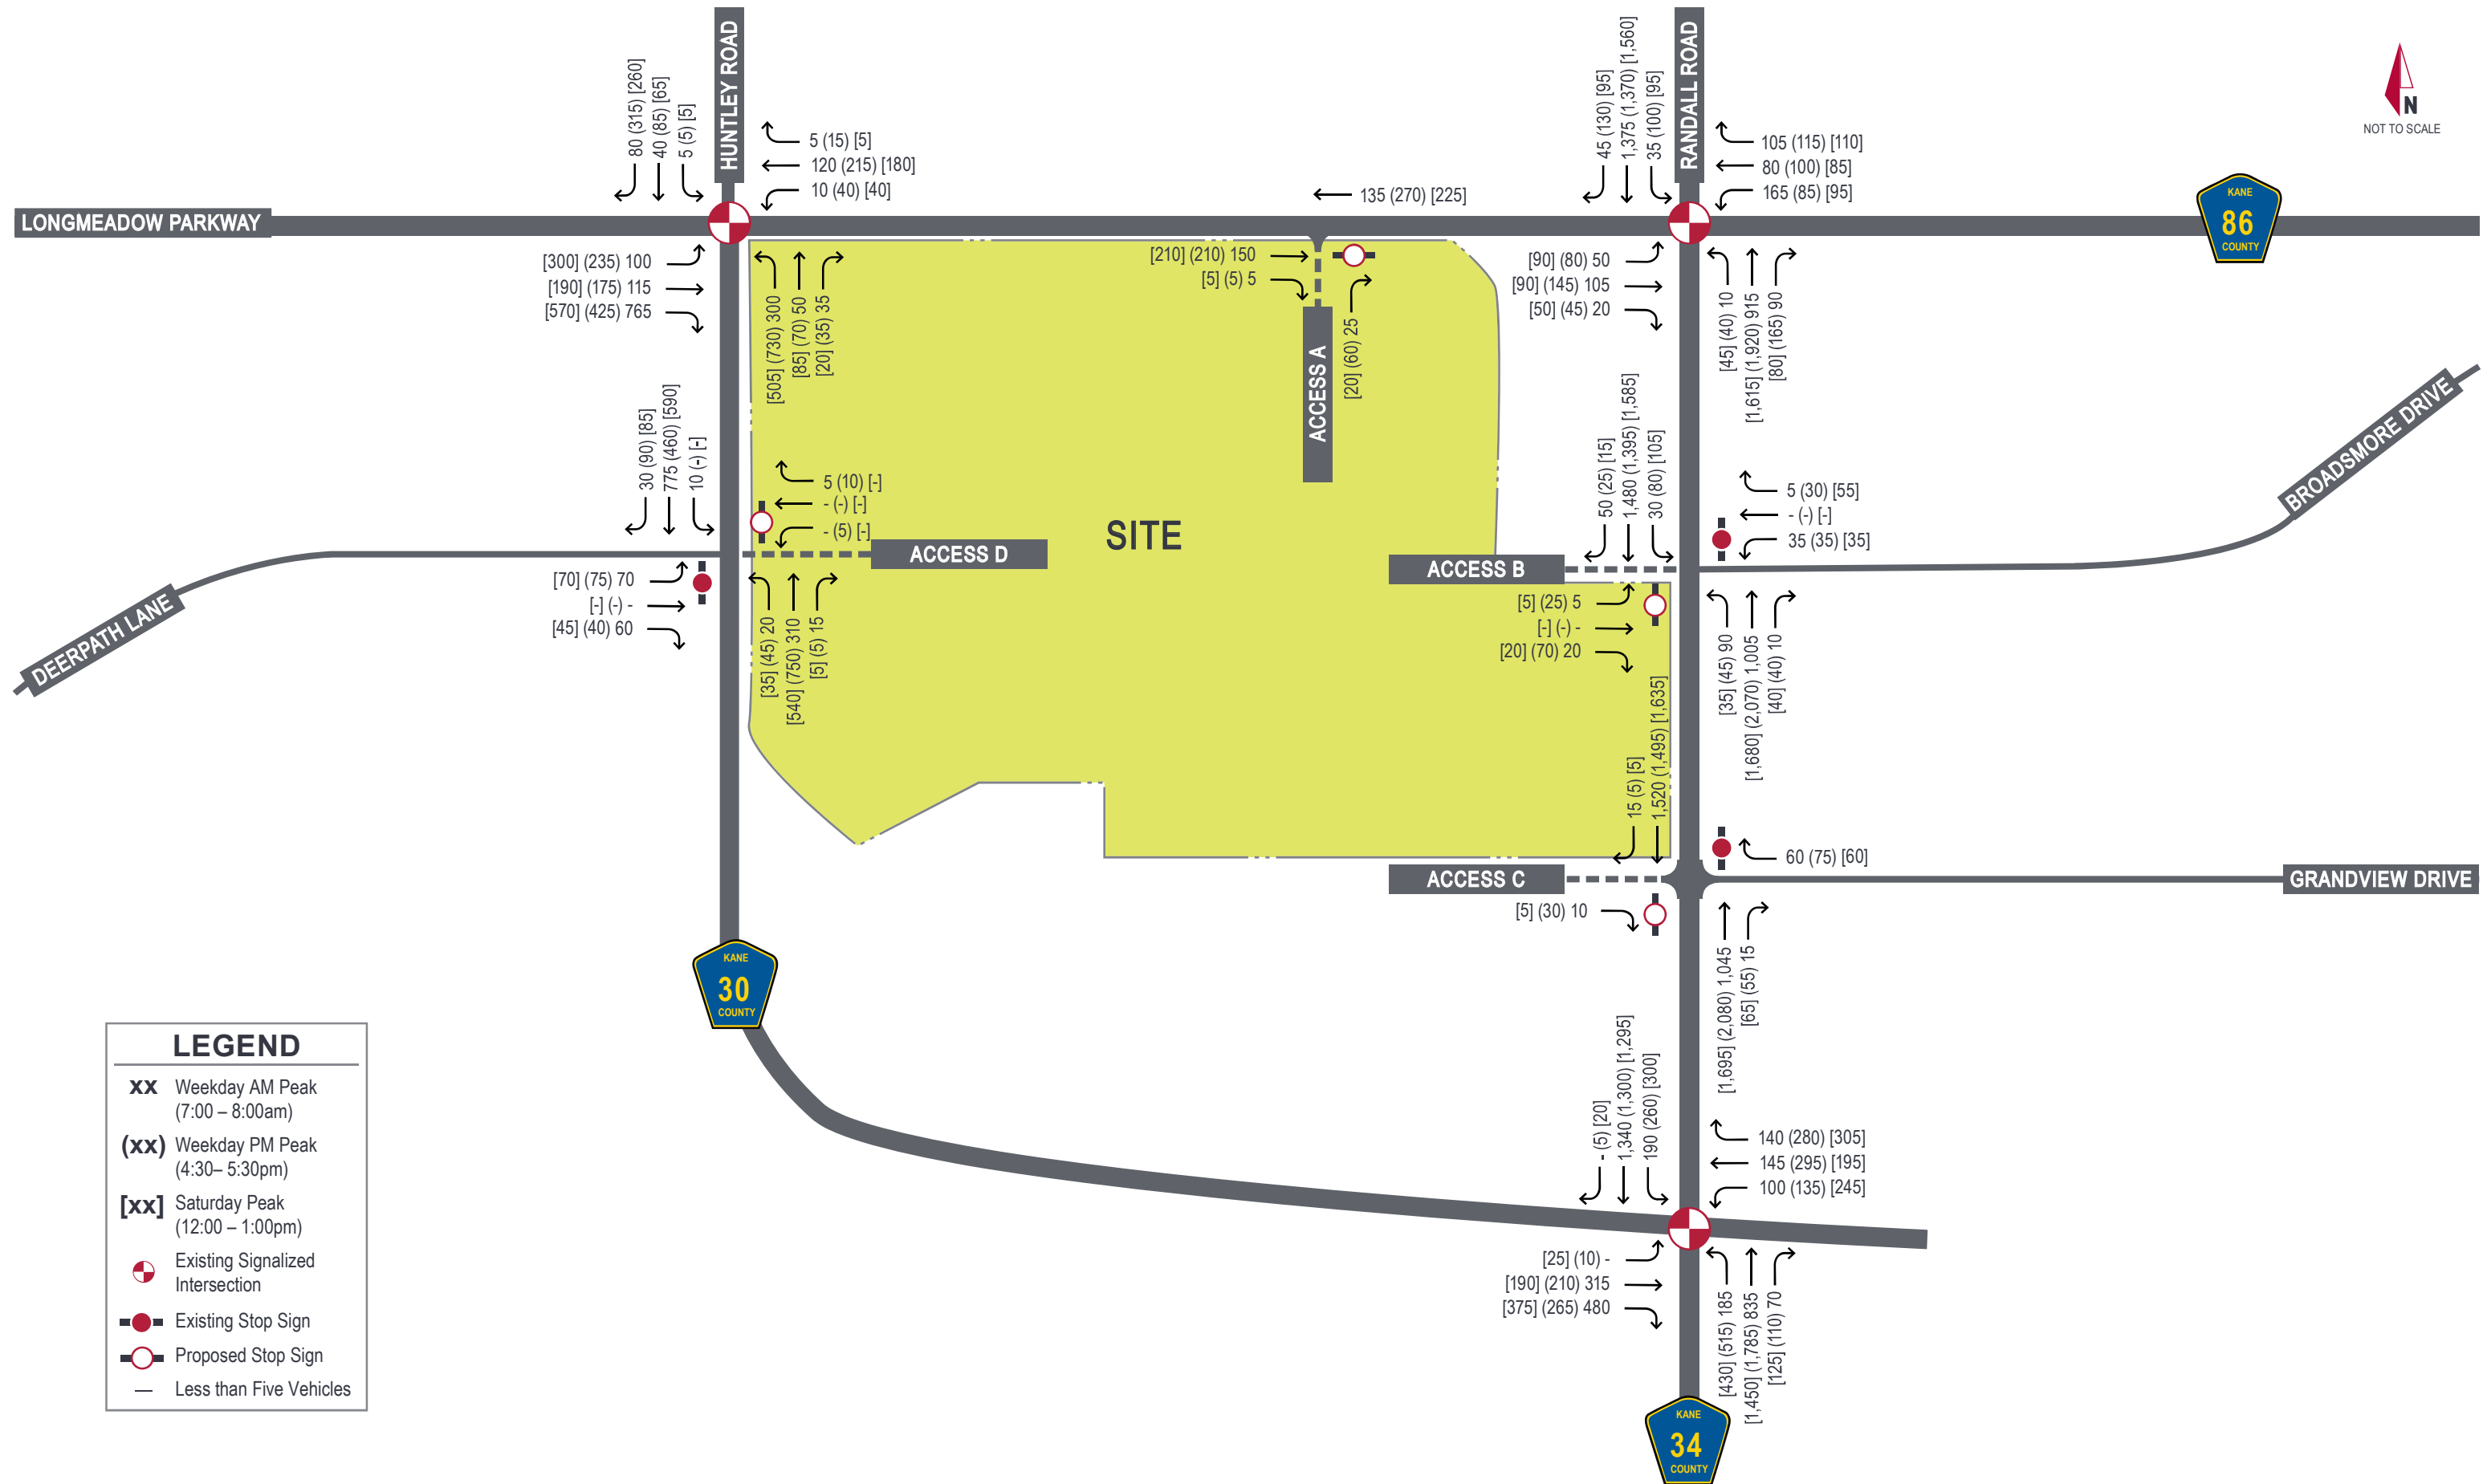 HUNTLEY ROAD
RANDALL ROAD
N
NOT TO SCALE
80 (315) [260]
40 (85) [65]
5 (5) [5]
5 (15) [5]
120 (215) [180]
10 (40) [40]
45 (130) [95]
1,375 (1,370) [1,560]
35 (100) [95]
105 (115) [110]
80 (100) [85]
165 (85) [95]
135 (270) [225]
LONGMEADOW PARKWAY
KANE
86
COUNTY
[300] (235) 100
[190] (175) 115
[570] (425) 765
[505] (730) 300
[85] (70) 50
[20] (35) 35
[210] (210) 150
[5] (5) 5
ACCESS A
[20] (60) 25
[90] (80) 50
[90] (145) 105
[50] (45) 20
[45] (40) 10
[1,615] (1,920) 915
[80] (165) 90
30 (90) [85]
775 (460) [590]
10 (-) [-]
5 (10) [-]
- (-) [-]
- (5) [-]
SITE
ACCESS D
50 (25) [15]
1,480 (1,395) [1,585]
30 (80) [105]
5 (30) [55]
- (-) [-]
35 (35) [35]
BROADSMORE DRIVE
ACCESS B
DEERPATH LANE
[70] (75) 70
[-] (-) -
[45] (40) 60
[35] (45) 20
[540] (750) 310
[5] (5) 15
[5] (25) 5
[-] (-) -
[20] (70) 20
[35] (45) 90
[1,680] (2,070) 1,005
[40] (40) 10
15 (5) [5]
1,520 (1,495) [1,635]
60 (75) [60]
ACCESS C
GRANDVIEW DRIVE
[5] (30) 10
[1,695] (2,080) 1,045
[65] (55) 15
KANE
30
COUNTY
- (5) [20]
1,340 (1,300) [1,295]
190 (260) [300]
140 (280) [305]
145 (295) [195]
100 (135) [245]
[25] (10) -
[190] (210) 315
[375] (265) 480
[430] (515) 185
[1,450] (1,785) 835
[125] (110) 70
KANE
34
COUNTY
LEGEND
xx Weekday AM Peak
(7:00 – 8:00am)
(xx) Weekday PM Peak
(4:30– 5:30pm)
[xx] Saturday Peak
(12:00 – 1:00pm)
Existing Signalized
Intersection
Existing Stop Sign
Proposed Stop Sign
— Less than Five Vehicles